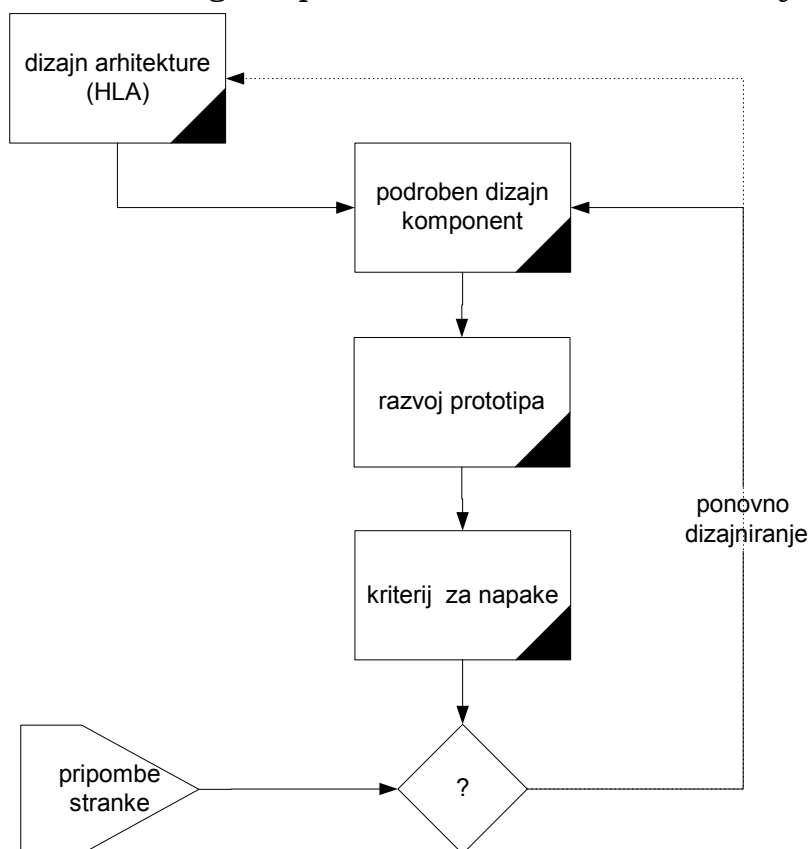 dizajn arhitekture
(HLA)
podroben dizajn
komponent
razvoj prototipa
kriterij za napake
ponovno
dizajniranje
pripombe
stranke
?